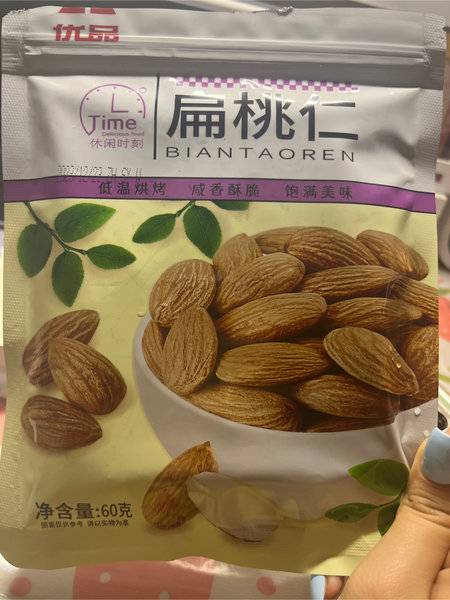 优品
Time
Delicious food
休闲时刻
扁桃仁
BIANTAOREN
低温烘烤 咸香酥脆 饱满美味
净含量:60克
图案仅供参考 请以实物为准